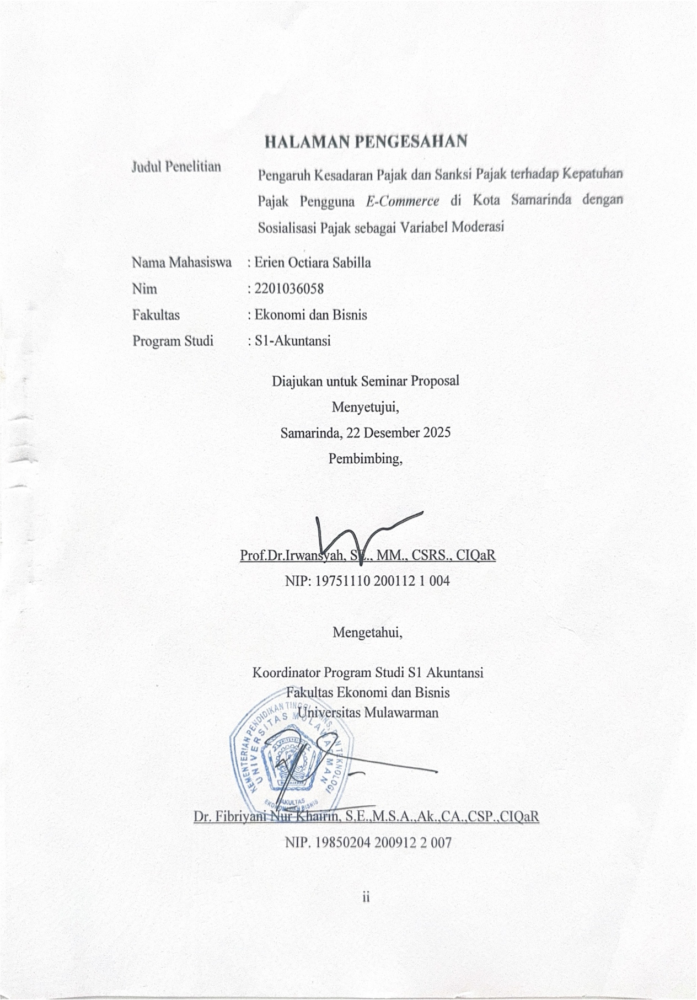 HALAMAN PENGESAHAN
Judul Penelitian
Pengaruh Kesadaran Pajak dan Sanksi Pajak terhadap Kepatuhan
Pajak Pengguna E-Commerce di Kota Samarinda dengan
Sosialisasi Pajak sebagai Variabel Moderasi
Nama Mahasiswa : Erien Octiara Sabilla
Nim : 2201036058
Fakultas : Ekonomi dan Bisnis
Program Studi : S1-Akuntansi
Diajukan untuk Seminar Proposal
Menyetujui,
Samarinda, 22 Desember 2025
Pembimbing,
Prof.Dr.Irwansyah, SE., MM., CSRS., CIQaR
NIP: 19751110 200112 1 004
Mengetahui,
Koordinator Program Studi S1 Akuntansi
Fakultas Ekonomi dan Bisnis
Universitas Mulawarman
KEMENTERIAN PENDIDIKAN TINGGI, SAINS, DAN TEKNOLOGI
UNIVERSITAS MULAWARMAN
FAKULTAS
EKONOMI DAN BISNIS
Dr. Fibriyani Nur Khairin, S.E.,M.S.A.,Ak.,CA.,CSP.,CIQaR
NIP. 19850204 200912 2 007
ii